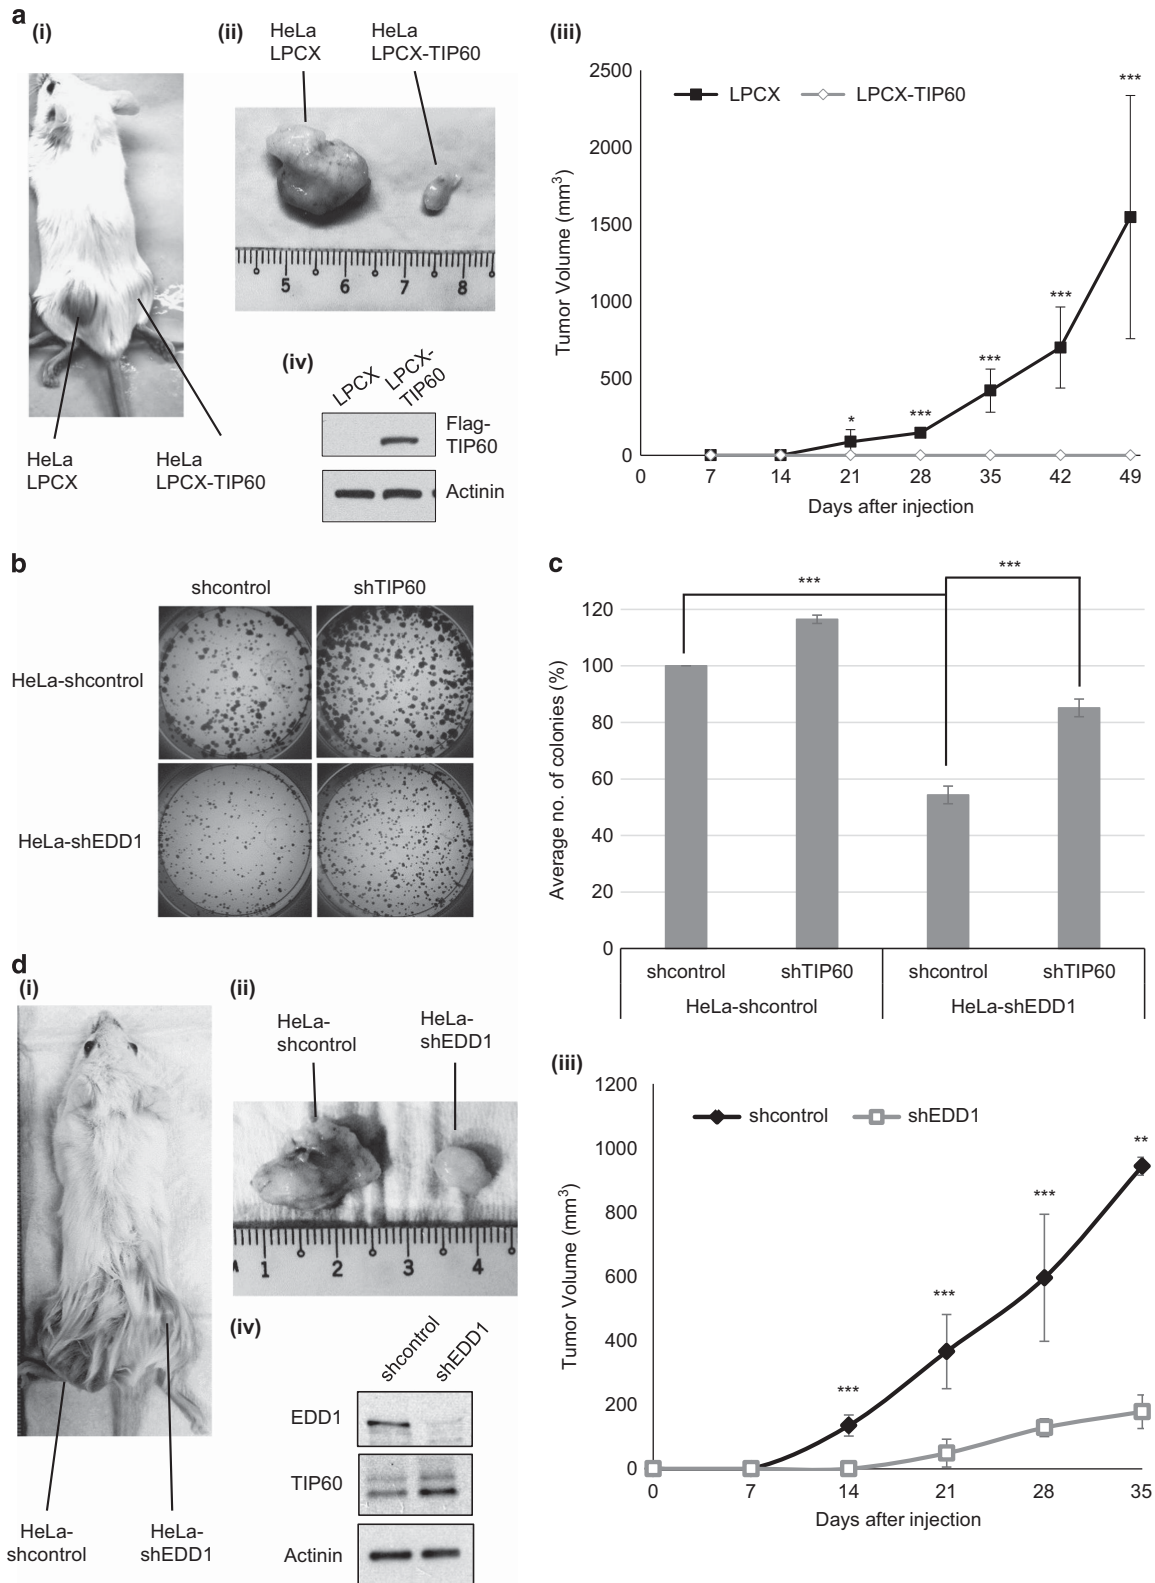 a
(i)
(ii)
HeLa
LPCX
HeLa
LPCX-TIP60
5 6 7 8
HeLa
LPCX
HeLa
LPCX-TIP60
(iv)
LPCX
LPCX-
TIP60
Flag-
TIP60
Actinin
(iii)
LPCX
LPCX-TIP60
Tumor Volume (mm3)
2500
2000
1500
1000
500
0
*
***
***
***
***
0 7 14 21 28 35 42 49
Days after injection
b
shcontrol
shTIP60
HeLa-shcontrol
HeLa-shEDD1
c
***
***
Average no. of colonies (%)
120
100
80
60
40
20
0
shcontrol shTIP60 shcontrol shTIP60
HeLa-shcontrol HeLa-shEDD1
d
(i)
HeLa-
shcontrol
HeLa-
shEDD1
(ii)
HeLa-
shcontrol
HeLa-
shEDD1
1 2 3 4
(iv)
shcontrol
shEDD1
EDD1
TIP60
Actinin
(iii)
shcontrol
shEDD1
Tumor Volume (mm3)
1200
1000
800
600
400
200
0
***
***
***
**
0 7 14 21 28 35
Days after injection